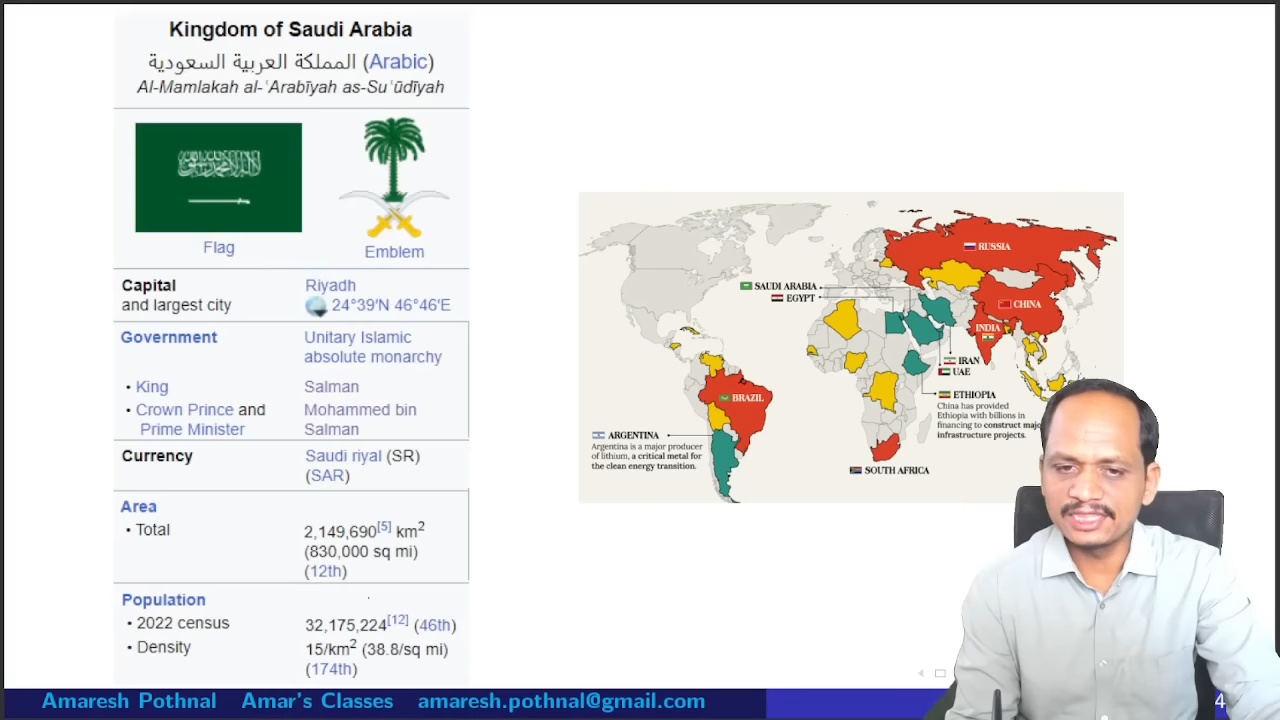 Kingdom of Saudi Arabia
المملكة العربية السعودية (Arabic)
Al-Mamlakah al-ʿArabīyah as-Suʿūdīyah
Flag
Emblem
Capital
and largest city
Riyadh
24°39′N 46°46′E
Government
Unitary Islamic
absolute monarchy
• King
Salman
• Crown Prince and
Prime Minister
Mohammed bin
Salman
Currency
Saudi riyal (SR)
(SAR)
Area
• Total
2,149,690[5] km2
(830,000 sq mi)
(12th)
Population
• 2022 census
32,175,224[12] (46th)
• Density
15/km2 (38.8/sq mi)
(174th)
RUSSIA
SAUDI ARABIA
EGYPT
CHINA
INDIA
IRAN
UAE
BRAZIL
ETHIOPIA
China has provided
Ethiopia with billions in
financing to construct majo
infrastructure projects.
ARGENTINA
Argentina is a major producer
of lithium, a critical metal for
the clean energy transition.
SOUTH AFRICA
Amaresh Pothnal Amar's Classes amaresh.pothnal@gmail.com
4